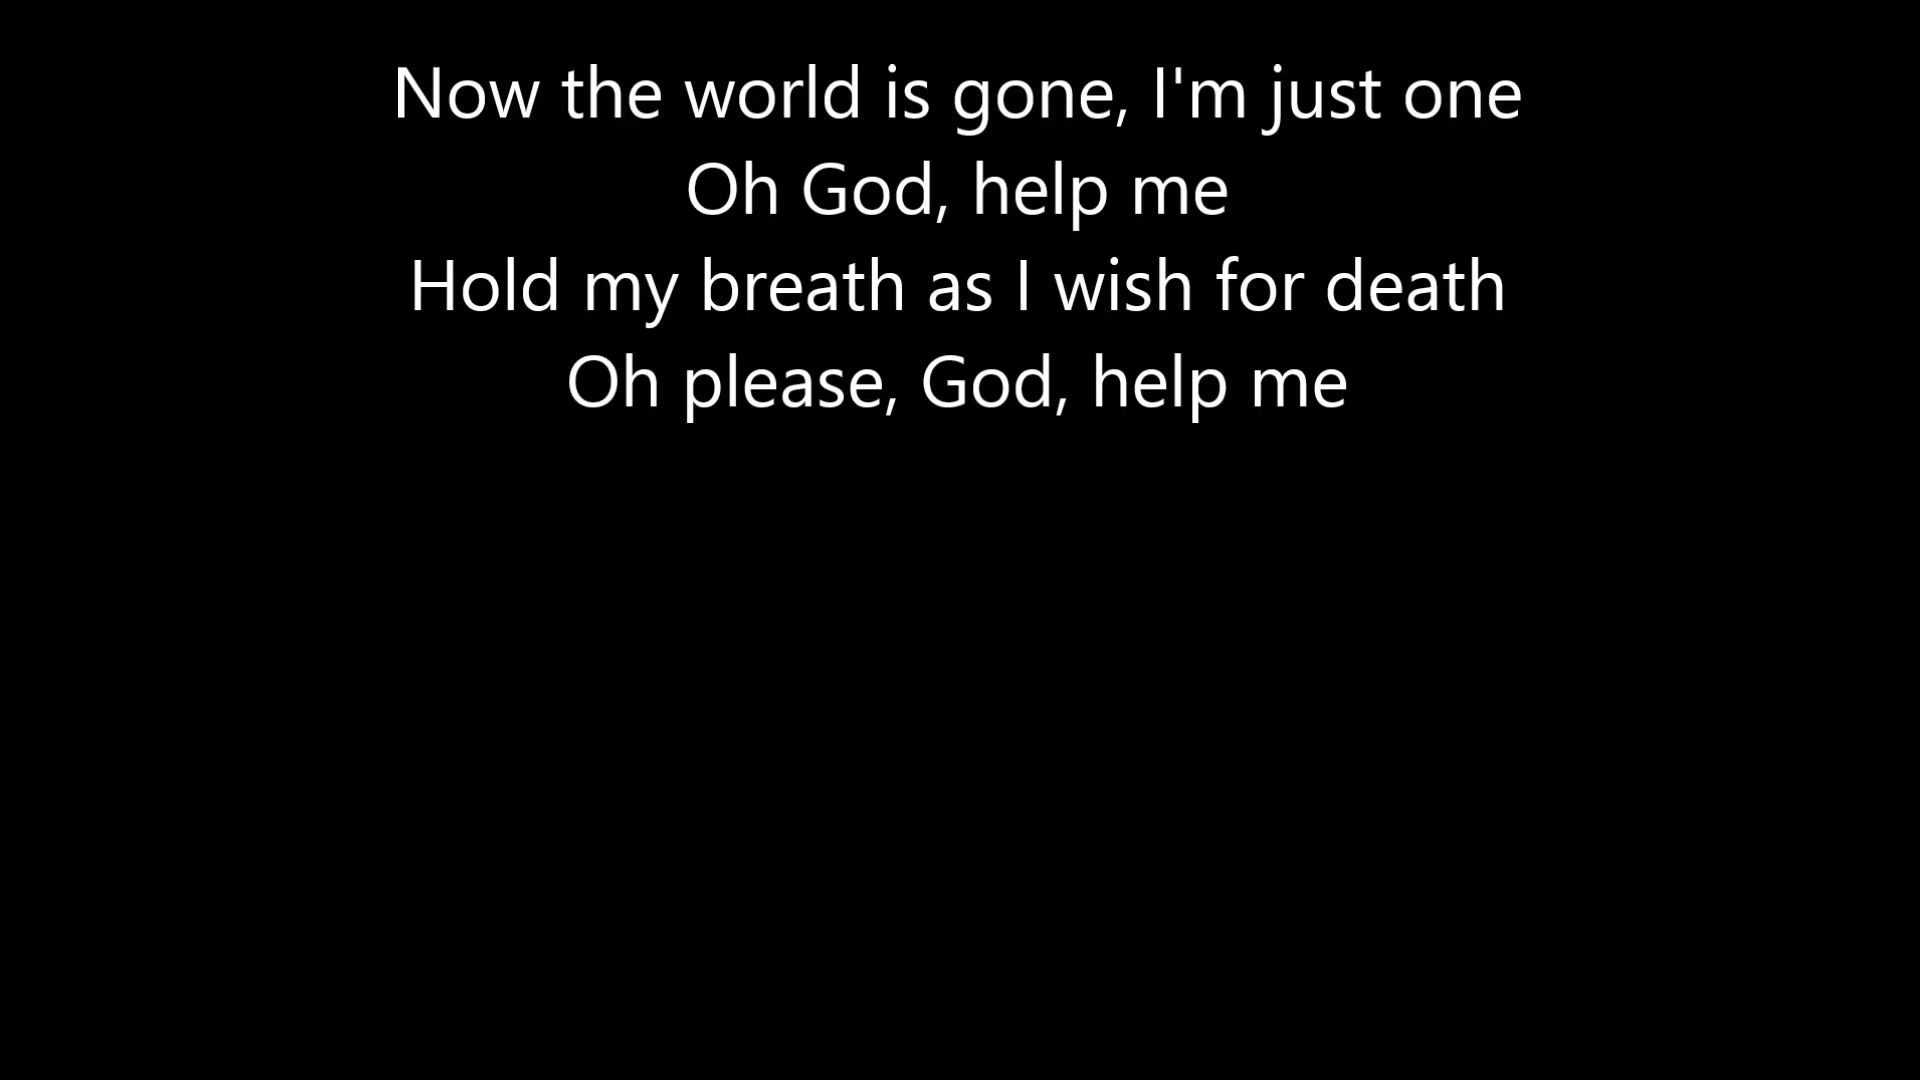 Now the world is gone, I'm just one
Oh God, help me
Hold my breath as I wish for death
Oh please, God, help me